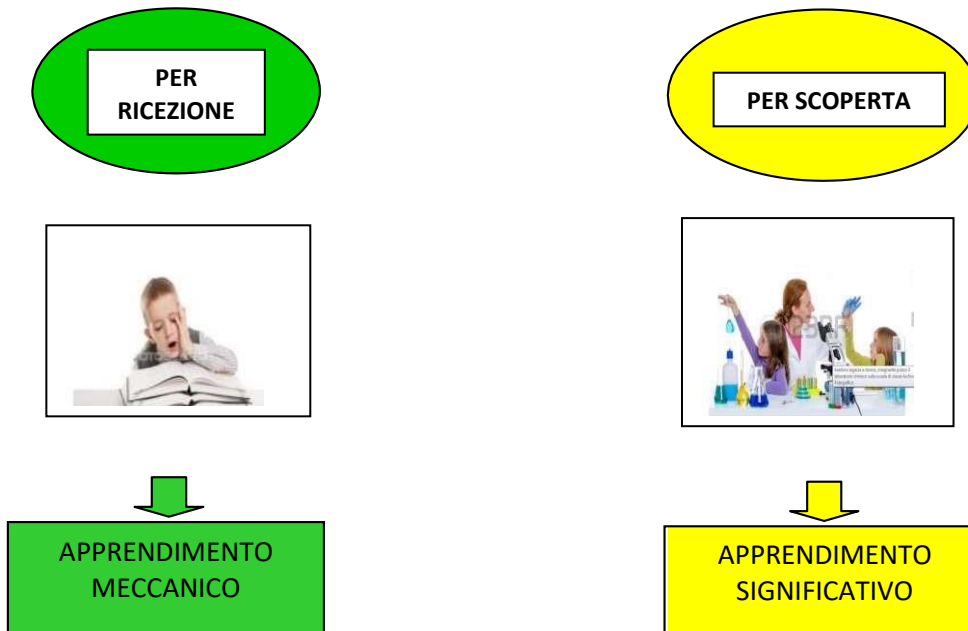 PER
RICEZIONE
PER SCOPERTA
APPRENDIMENTO
MECCANICO
APPRENDIMENTO
SIGNIFICATIVO